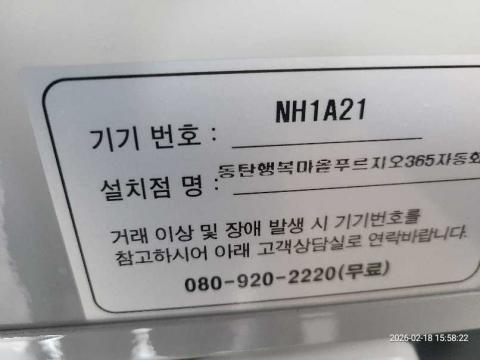 기기 번호 : NH1A21
설치점 명 : 동탄행복마을푸르지오365자동화
거래 이상 및 장애 발생 시 기기번호를
참고하시어 아래 고객상담실로 연락바랍니다.
080-920-2220(무료)
2026-02-18 15:58:22